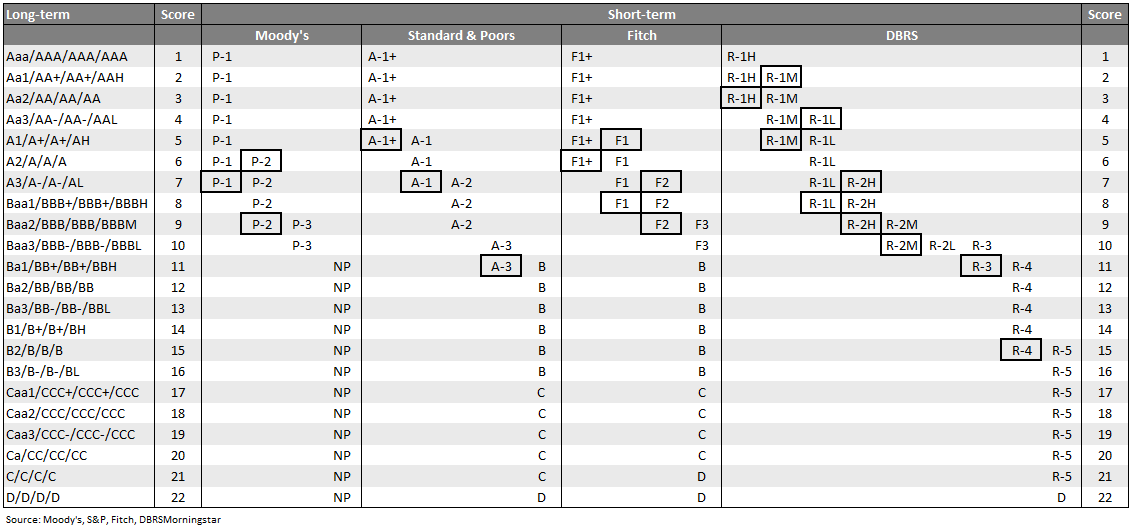 Long-term Score Short-term Score
Moody's Standard & Poors Fitch DBRS
Aaa/AAA/AAA/AAA 1 P-1 A-1+ F1+ R-1H 1
Aa1/AA+/AA+/AAH 2 P-1 A-1+ F1+ R-1H R-1M 2
Aa2/AA/AA/AA 3 P-1 A-1+ F1+ R-1H R-1M 3
Aa3/AA-/AA-/AAL 4 P-1 A-1+ F1+ R-1M R-1L 4
A1/A+/A+/AH 5 P-1 A-1+ A-1 F1+ F1 R-1M R-1L 5
A2/A/A/A 6 P-1 P-2 A-1 F1+ F1 R-1L 6
A3/A-/A-/AL 7 P-1 P-2 A-1 A-2 F1 F2 R-1L R-2H 7
Baa1/BBB+/BBB+/BBBH 8 P-2 A-2 F1 F2 R-1L R-2H 8
Baa2/BBB/BBB/BBBM 9 P-2 P-3 A-2 F2 F3 R-2H R-2M 9
Baa3/BBB-/BBB-/BBBL 10 P-3 A-3 F3 R-2M R-2L R-3 10
Ba1/BB+/BB+/BBH 11 NP A-3 B B R-3 R-4 11
Ba2/BB/BB/BB 12 NP B B R-4 12
Ba3/BB-/BB-/BBL 13 NP B B R-4 13
B1/B+/B+/BH 14 NP B B R-4 14
B2/B/B/B 15 NP B B R-4 R-5 15
B3/B-/B-/BL 16 NP B B R-5 16
Caa1/CCC+/CCC+/CCC 17 NP C C R-5 17
Caa2/CCC/CCC/CCC 18 NP C C R-5 18
Caa3/CCC-/CCC-/CCC 19 NP C C R-5 19
Ca/CC/CC/CC 20 NP C C R-5 20
C/C/C/C 21 NP C D R-5 21
D/D/D/D 22 NP D D D 22
Source: Moody's, S&P, Fitch, DBRSMorningstar